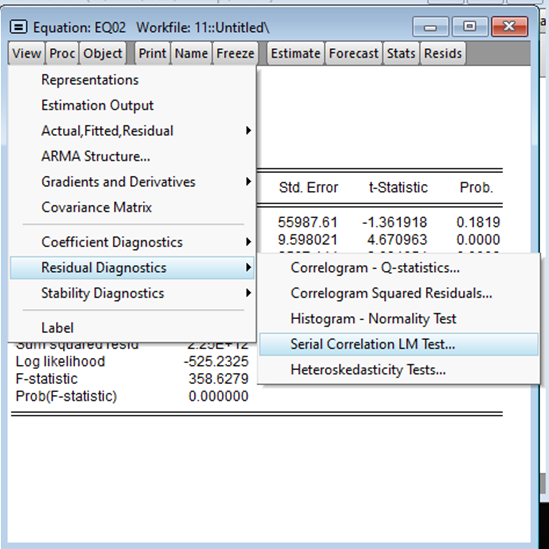 Equation: EQ02 Workfile: 11::Untitled\
View Proc Object Print Name Freeze Estimate Forecast Stats Resids
Representations
Estimation Output
Actual,Fitted,Residual
ARMA Structure...
Gradients and Derivatives
Covariance Matrix
Coefficient Diagnostics
Residual Diagnostics
Stability Diagnostics
Label
Std. Error t-Statistic Prob.
55987.61 -1.361918 0.1819
9.598021 4.670963 0.0000
Correlogram - Q-statistics...
Correlogram Squared Residuals...
Histogram - Normality Test
Serial Correlation LM Test...
Heteroskedasticity Tests...
Sum squared resid 2.25E+12
Log likelihood -525.2325
F-statistic 358.6279
Prob(F-statistic) 0.000000